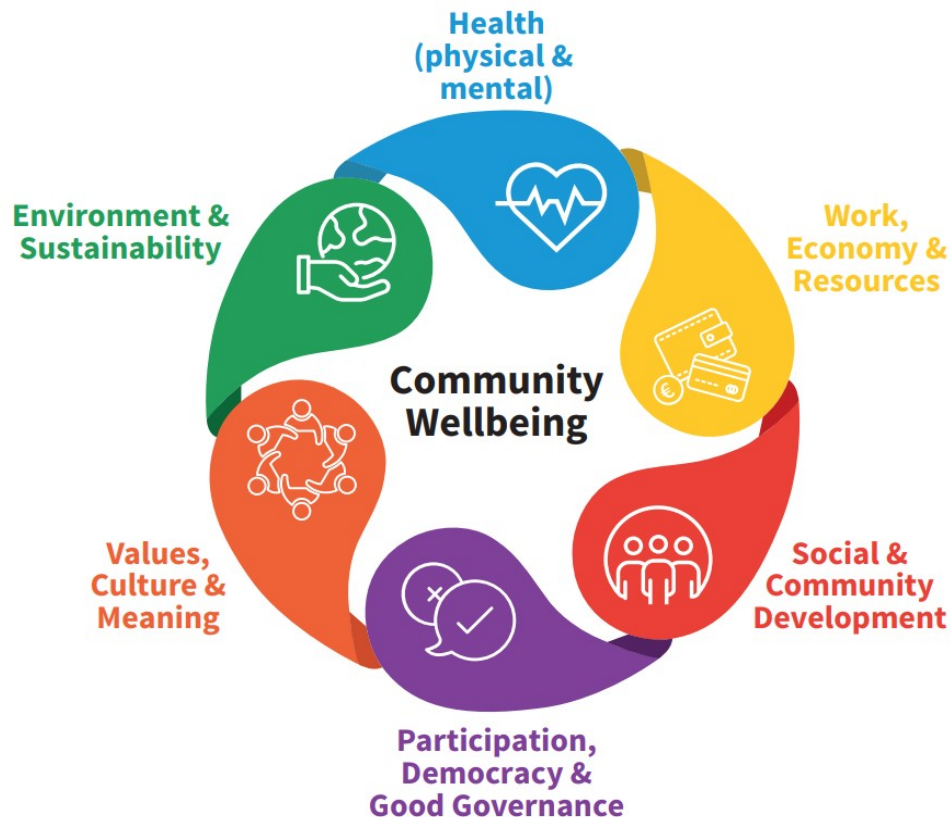 Health
(physical &
mental)
Environment &
Sustainability
Work,
Economy &
Resources
€
Community
Wellbeing
Values,
Culture &
Meaning
Social &
Community
Development
Participation,
Democracy &
Good Governance